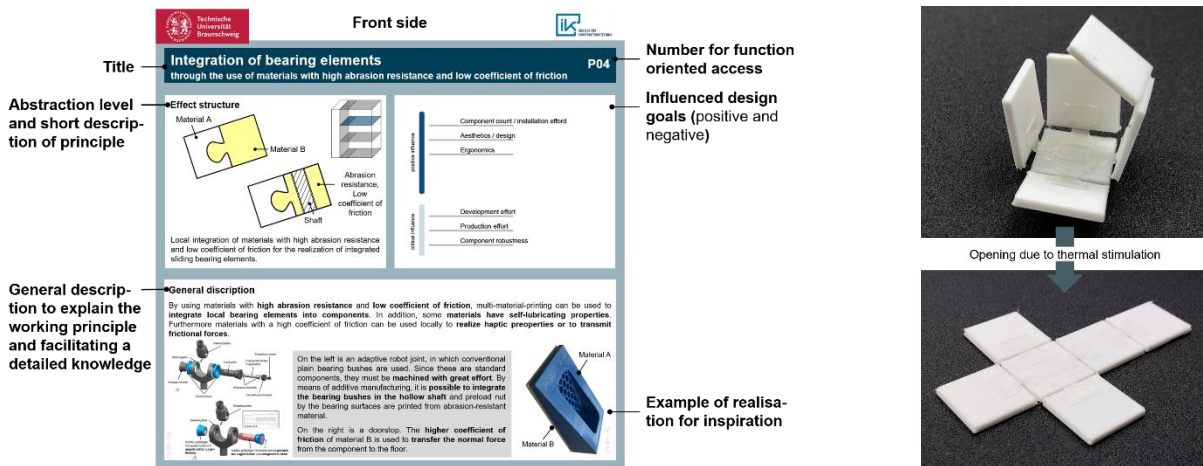 Technische
Universität
Braunschweig
Front side
Title
Integration of bearing elements
through the use of materials with high abrasion resistance and low coefficient of friction
P04
Number for function
oriented access
Abstraction level
and short descrip-
tion of principle
Effect structure
Material A
Material B
Abrasion
resistance,
Low
coefficient of
friction
Shaft
Local integration of materials with high abrasion resistance
and low coefficient of friction for the realization of integrated
sliding bearing elements.
positive influence
Component count / installation afford
Aesthetics / design
Ergonomics
critical influence
Development effort
Production effort
Component robustness
Influenced design
goals (positive and
negative)
General descrip-
tion to explain the
working principle
and facilitating a
detailed knowledge
General discription
By using materials with high abrasion resistance and low coefficient of friction, multi-material-printing can be used to
integrate local bearing elements into components. In addition, some materials have self-lubricating properties.
Furthermore materials with a high coefficient of friction can be used locally to realize haptic preoperties or to transmit
frictional forces.
On the left is an adaptive robot joint, in which conventional
plain bearing bushes are used. Since these are standard
components, they must be machined with great effort. By
means of additive manufacturing, it is possible to integrate
the bearing bushes in the hollow shaft and preload nut
by the bearing surfaces are printed from abrasion-resistant
material.
On the right is a doorstop. The higher coefficient of
friction of material B is used to transfer the normal force
from the component to the floor.
Material A
Material B
Example of realisa-
tion for inspiration
Opening due to thermal stimulation